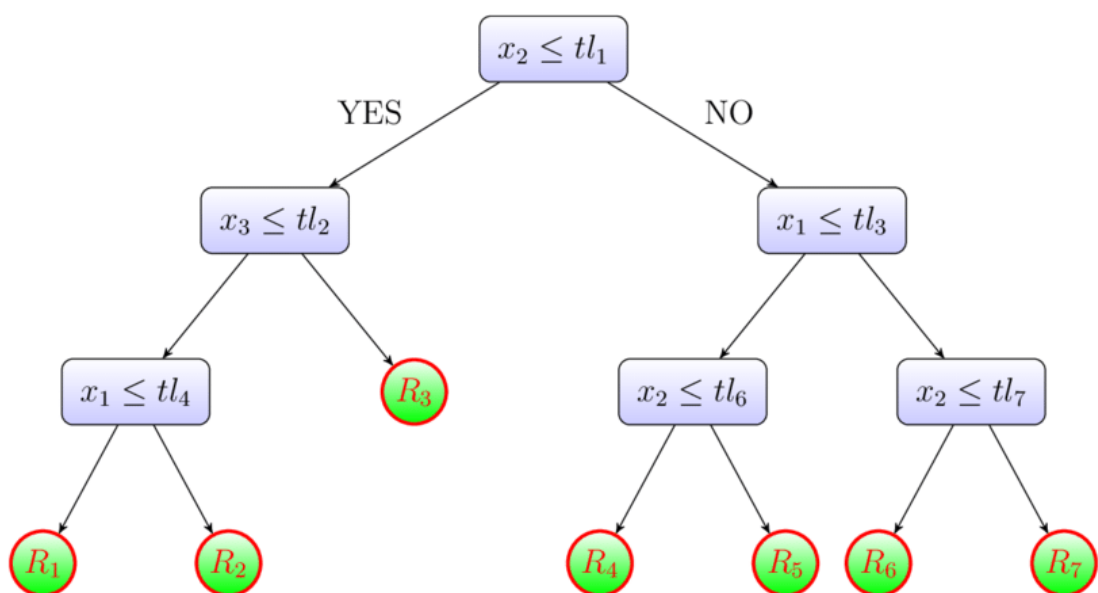 x₂ ≤ tl₁
YES
NO
x₃ ≤ tl₂
x₁ ≤ tl₃
x₁ ≤ tl₄
R₃
x₂ ≤ tl₆
x₂ ≤ tl₇
R₁
R₂
R₄
R₅
R₆
R₇